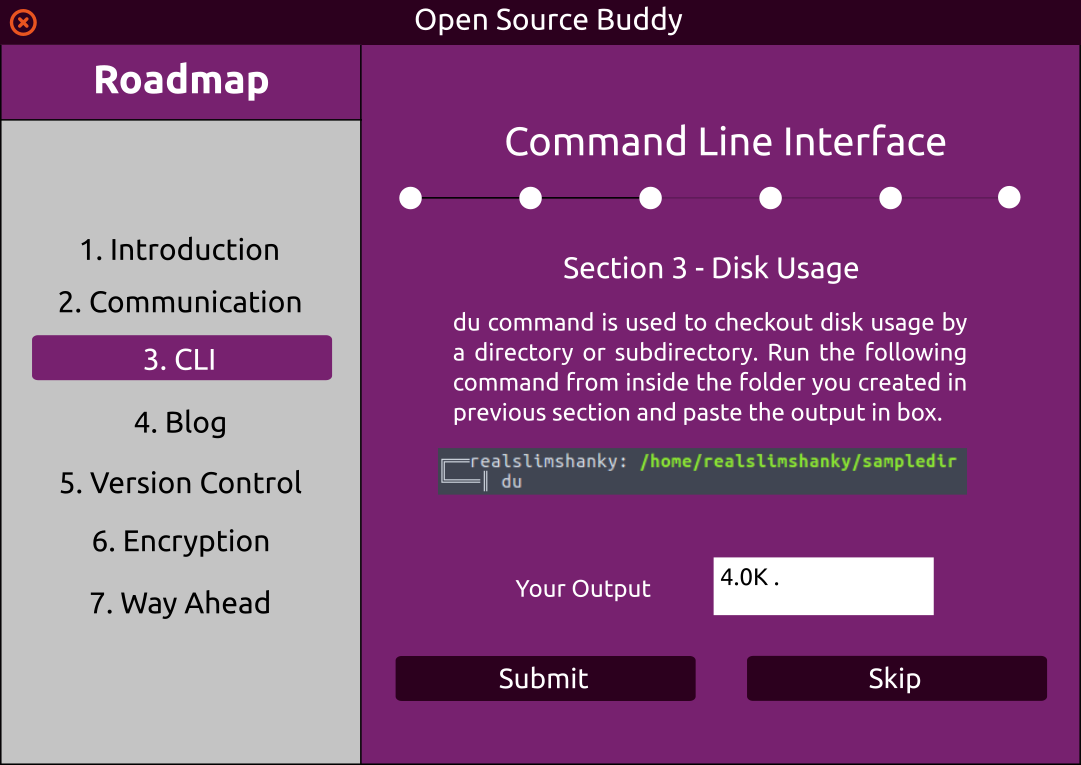 Open Source Buddy
Roadmap
1. Introduction
2. Communication
3. CLI
4. Blog
5. Version Control
6. Encryption
7. Way Ahead
Command Line Interface
Section 3 - Disk Usage
du command is used to checkout disk usage by
a directory or subdirectory. Run the following
command from inside the folder you created in
previous section and paste the output in box.
╔══realslimshanky: /home/realslimshanky/sampledir
╚═══╣ du
Your Output
4.0K .
Submit
Skip